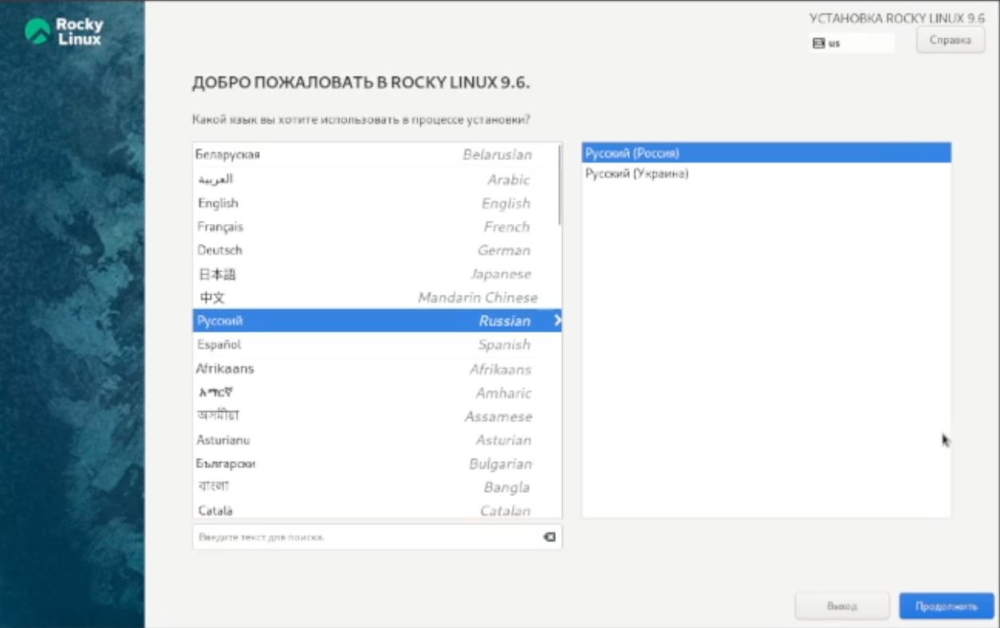 Rocky
Linux
УСТАНОВКА ROCKY LINUX 9.6
us
Справка
ДОБРО ПОЖАЛОВАТЬ В ROCKY LINUX 9.6.
Какой язык вы хотите использовать в процессе установки?
Беларуская Belarusian
العربية Arabic
English English
Français French
Deutsch German
日本語 Japanese
中文 Mandarin Chinese
Русский Russian
Español Spanish
Afrikaans Afrikaans
አማርኛ Amharic
অসমীয়া Assamese
Asturianu Asturian
Български Bulgarian
বাংলা Bangla
Català Catalan
Русский (Россия)
Русский (Украина)
Введите текст для поиска.
Выход
Продолжить